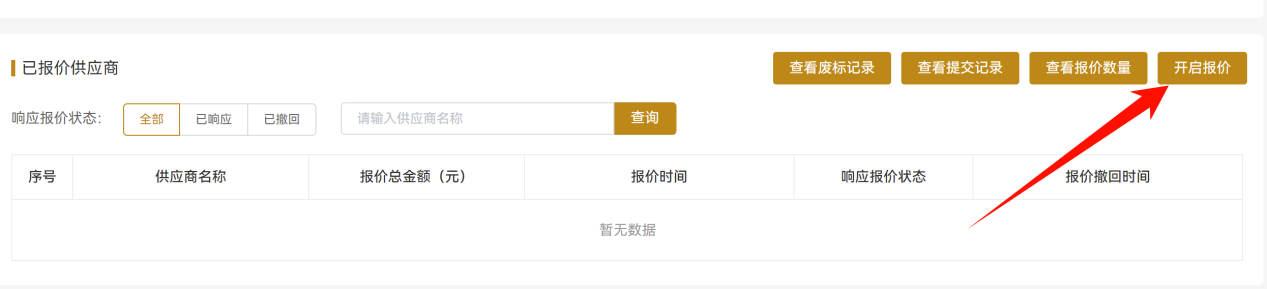 已报价供应商 查看废标记录 查看提交记录 查看报价数量 开启报价
响应报价状态: 全部 已响应 已撤回 请输入供应商名称 查询
序号 供应商名称 报价总金额（元） 报价时间 响应报价状态 报价撤回时间
暂无数据